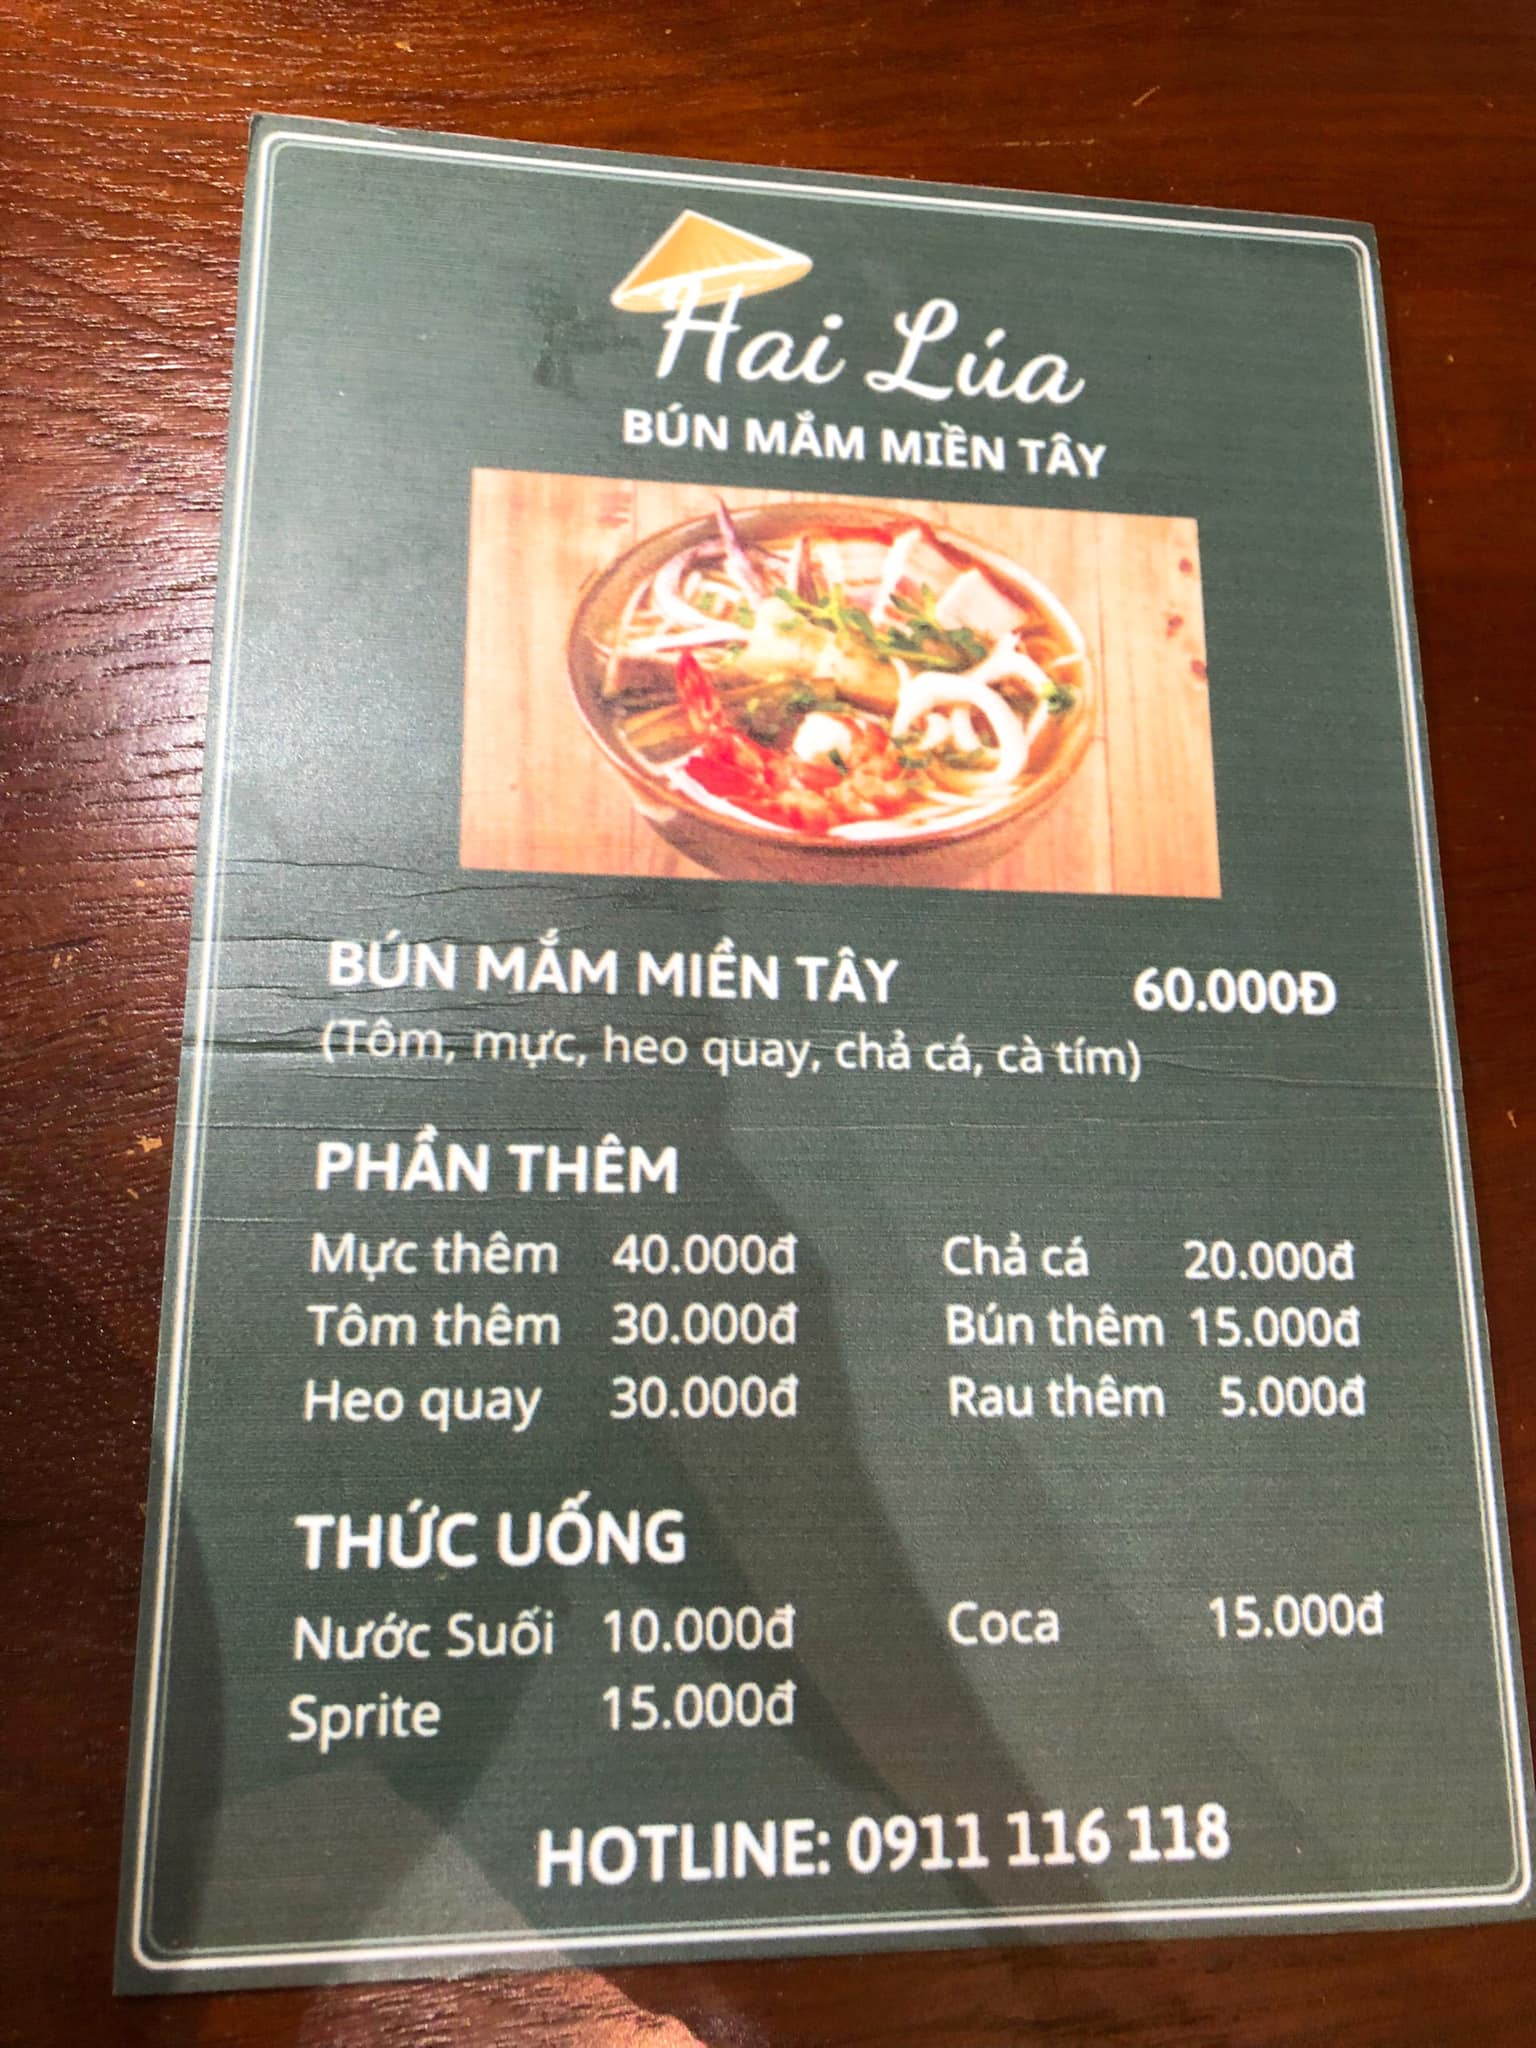 Hai Lúa
BÚN MẮM MIỀN TÂY
BÚN MẮM MIỀN TÂY 60.000Đ
(Tôm, mực, heo quay, chả cá, cà tím)
PHẦN THÊM
Mực thêm 40.000đ Chả cá 20.000đ
Tôm thêm 30.000đ Bún thêm 15.000đ
Heo quay 30.000đ Rau thêm 5.000đ
THỨC UỐNG
Nước Suối 10.000đ Coca 15.000đ
Sprite 15.000đ
HOTLINE: 0911 116 118